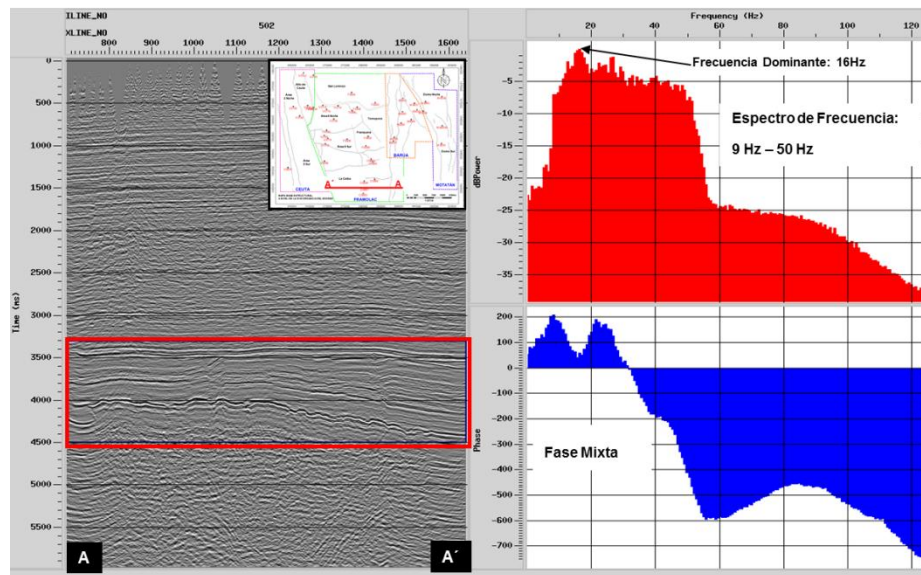 ILINE_NO 502
XLINE_NO
800 900 1000 1100 1200 1300 1400 1500 1600
Time (ms)
0
500
1000
1500
2000
2500
3000
3500
4000
4500
5000
5500
CEUTA
FRAMOLAC
BARUA
MOTATAN
A A´
A A´
Frequency (Hz)
20 40 60 80 100 120
Frecuencia Dominante: 16Hz
Espectro de Frecuencia:
9 Hz – 50 Hz
dBPower
-5
-10
-15
-20
-25
-30
-35
Phase
200
100
0
-100
-200
-300
-400
-500
-600
-700
Fase Mixta